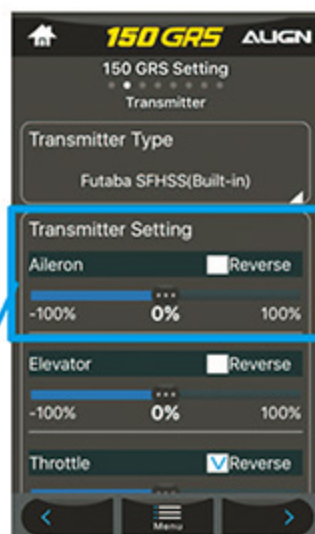 150 GRS ALIGN
150 GRS Setting
Transmitter
Transmitter Type
Futaba SFHSS(Built-in)
Transmitter Setting
Aileron Reverse
-100% 0% 100%
Elevator Reverse
-100% 0% 100%
Throttle Reverse
Menu